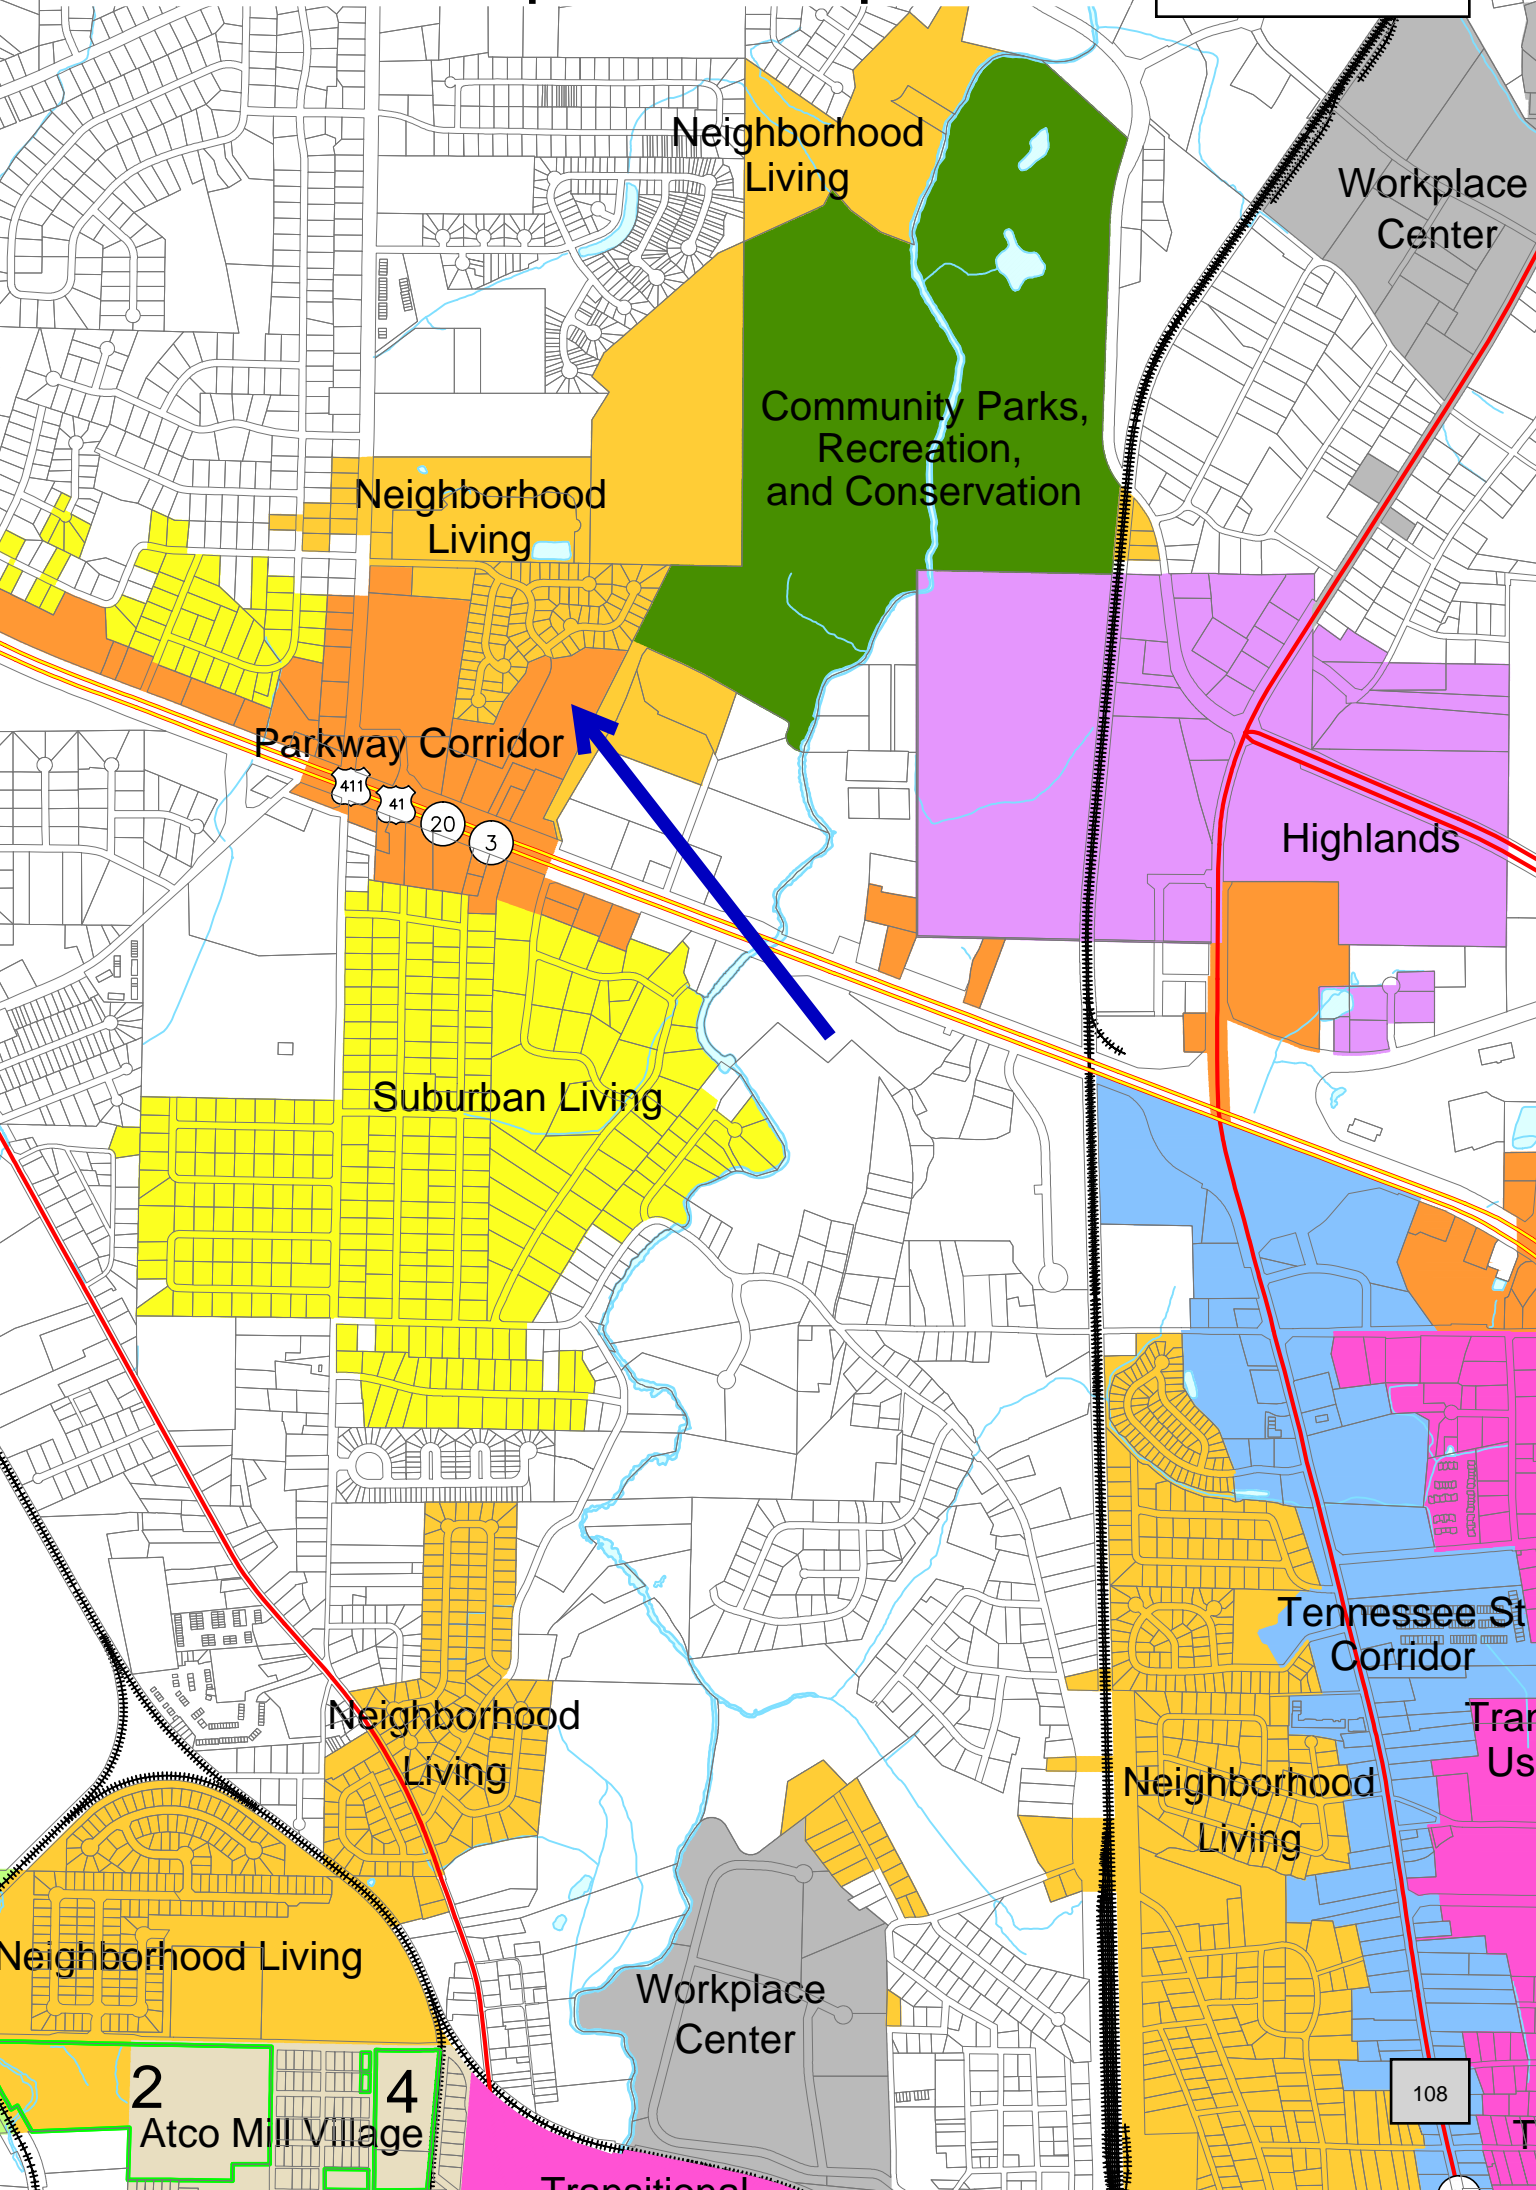 Neighborhood
Living
Workplace
Center
Community Parks,
Recreation,
and Conservation
Neighborhood
Living
Parkway Corridor
411
41
20
3
Highlands
Suburban Living
Tennessee St
Corridor
Neighborhood
Living
Neighborhood
Living
Neighborhood Living
Workplace
Center
2
4
Atco Mill Village
108
Transitional